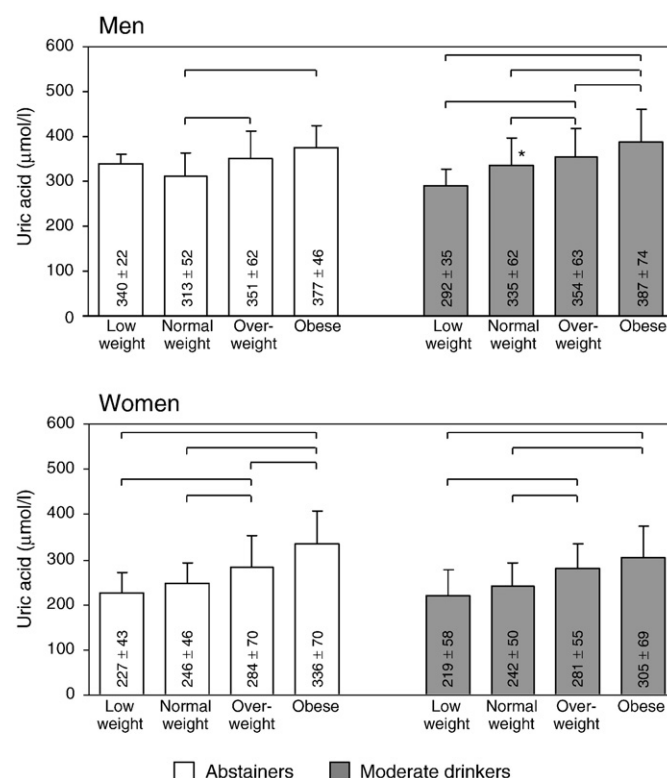 Men
Uric acid (μmol/l)
600
500
400
300
200
100
0
340 ± 22
313 ± 52
351 ± 62
377 ± 46
*
292 ± 35
335 ± 62
354 ± 63
387 ± 74
Low Normal Over- Obese Low Normal Over- Obese
weight weight weight weight weight weight
Women
Uric acid (μmol/l)
600
500
400
300
200
100
0
227 ± 43
246 ± 46
284 ± 70
336 ± 70
219 ± 58
242 ± 50
281 ± 55
305 ± 69
Low Normal Over- Obese Low Normal Over- Obese
weight weight weight weight weight weight
Abstainers Moderate drinkers